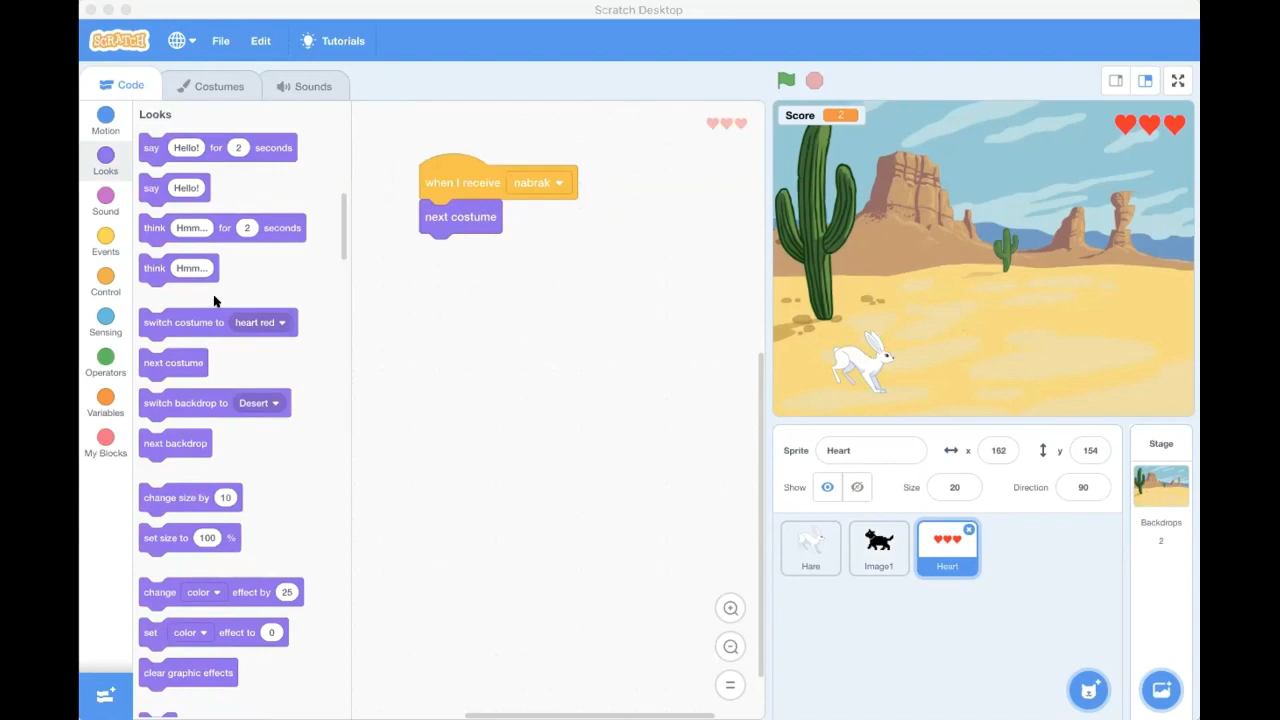 Scratch Desktop
SCRATCH File Edit Tutorials
Code Costumes Sounds
Motion
Looks
Sound
Events
Control
Sensing
Operators
Variables
My Blocks
Looks
say Hello! for 2 seconds
say Hello!
think Hmm... for 2 seconds
think Hmm...
switch costume to heart red
next costume
switch backdrop to Desert
next backdrop
change size by 10
set size to 100 %
change color effect by 25
set color effect to 0
clear graphic effects
when I receive nabrak
next costume
Score 2
Sprite Heart x 162 y 154
Show Size 20 Direction 90
Hare Image1 Heart
Stage
Backdrops
2